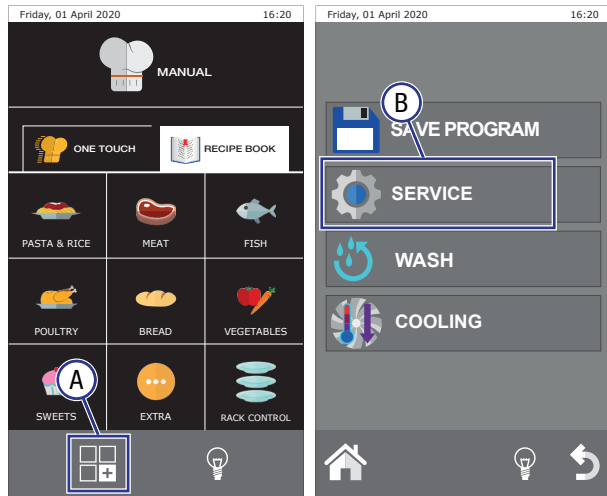 Friday, 01 April 2020 16:20
MANUAL
ONE TOUCH
RECIPE BOOK
PASTA & RICE
MEAT
FISH
POULTRY
BREAD
VEGETABLES
SWEETS
EXTRA
RACK CONTROL
A
Friday, 01 April 2020 16:20
B
SAVE PROGRAM
SERVICE
WASH
COOLING